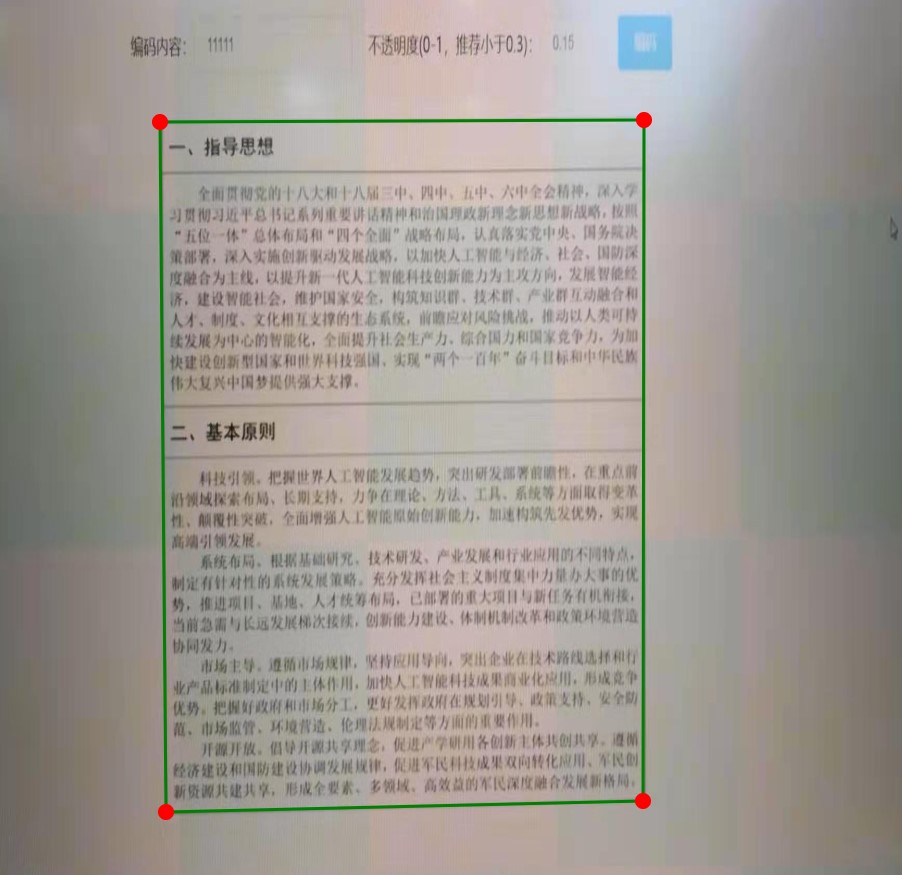 编码内容： 11111 不透明度(0-1，推荐小于0.3)： 0.15 编码
一、指导思想
全面贯彻党的十八大和十八届三中、四中、五中、六中全会精神，深入学
习贯彻习近平总书记系列重要讲话精神和治国理政新理念新思想新战略，按照
“五位一体”总体布局和“四个全面”战略布局，认真落实党中央、国务院决
策部署，深入实施创新驱动发展战略，以加快人工智能与经济、社会、国防深
度融合为主线，以提升新一代人工智能科技创新能力为主攻方向，发展智能经
济，建设智能社会，维护国家安全，构筑知识群、技术群、产业群互动融合和
人才、制度、文化相互支撑的生态系统，前瞻应对风险挑战，推动以人类可持
续发展为中心的智能化，全面提升社会生产力、综合国力和国家竞争力，为加
快建设创新型国家和世界科技强国、实现“两个一百年”奋斗目标和中华民族
伟大复兴中国梦提供强大支撑。
二、基本原则
科技引领。把握世界人工智能发展趋势，突出研发部署前瞻性，在重点前
沿领域探索布局、长期支持，力争在理论、方法、工具、系统等方面取得变革
性、颠覆性突破，全面增强人工智能原始创新能力，加速构筑先发优势，实现
高端引领发展。
系统布局。根据基础研究、技术研发、产业发展和行业应用的不同特点，
制定有针对性的系统发展策略。充分发挥社会主义制度集中力量办大事的优
势，推进项目、基地、人才统筹布局，已部署的重大项目与新任务有机衔接，
当前急需与长远发展梯次接续，创新能力建设、体制机制改革和政策环境营造
协同发力。
市场主导。遵循市场规律，坚持应用导向，突出企业在技术路线选择和行
业产品标准制定中的主体作用，加快人工智能科技成果商业化应用，形成竞争
优势。把握好政府和市场分工，更好发挥政府在规划引导、政策支持、安全防
范、市场监管、环境营造、伦理法规制定等方面的重要作用。
开源开放。倡导开源共享理念，促进产学研用各创新主体共创共享。遵循
经济建设和国防建设协调发展规律，促进军民科技成果双向转化应用、军民创
新资源共建共享，形成全要素、多领域、高效益的军民深度融合发展新格局。